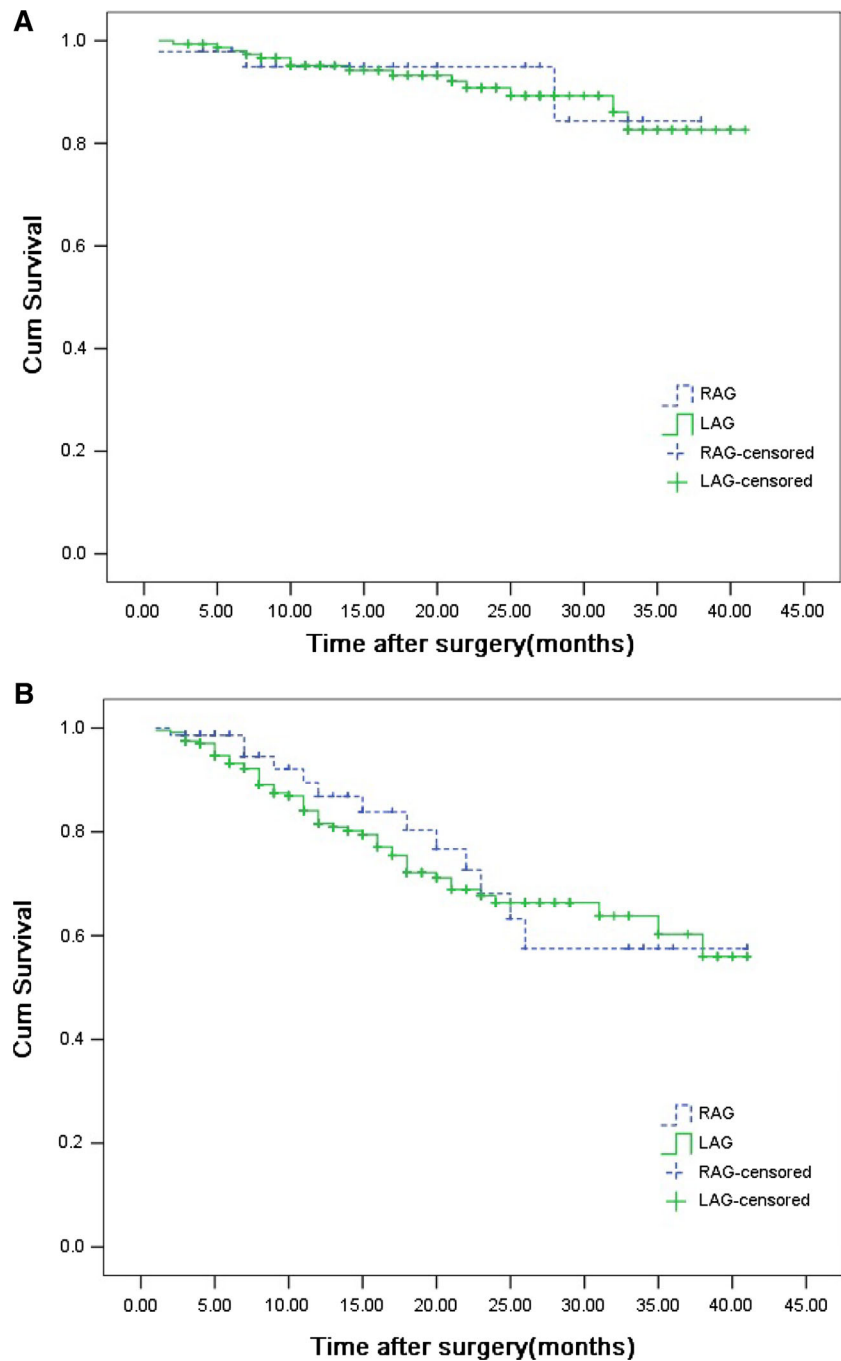 A
1.0
0.8
0.6
0.4
0.2
0.0
Cum Survival
RAG
LAG
RAG-censored
LAG-censored
0.00 5.00 10.00 15.00 20.00 25.00 30.00 35.00 40.00 45.00
Time after surgery(months)
B
1.0
0.8
0.6
0.4
0.2
0.0
Cum Survival
RAG
LAG
RAG-censored
LAG-censored
0.00 5.00 10.00 15.00 20.00 25.00 30.00 35.00 40.00 45.00
Time after surgery(months)